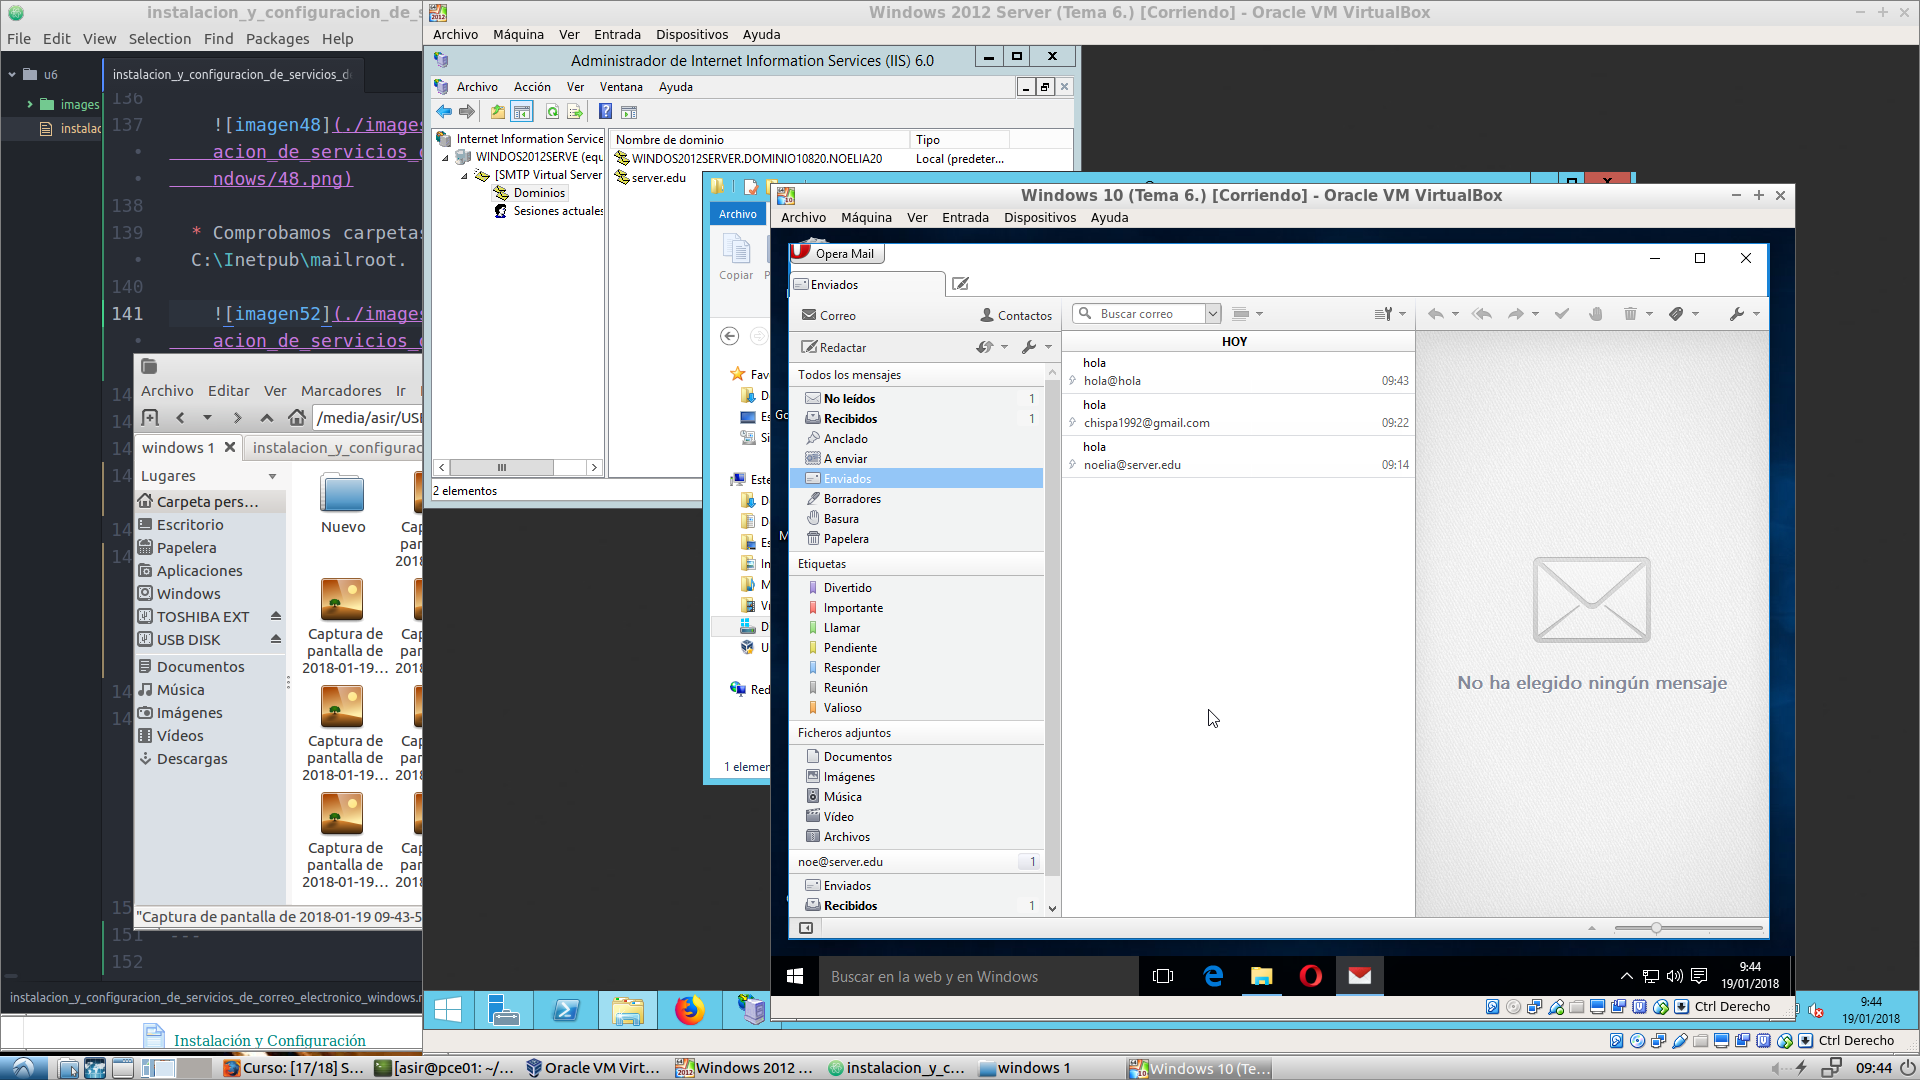 instalacion_y_configuracion_de_s
File Edit View Selection Find Packages Help
u6
images
instalac
instalacion_y_configuracion_de_servicios_d
136
137 ![imagen48](./images
acion_de_servicios_
ndows/48.png)
138
139 * Comprobamos carpetas
C:\Inetpub\mailroot.
140
141 ![imagen52](./images
acion_de_servicios_
Archivo Editar Ver Marcadores Ir
/media/asir/USB
windows 1
instalacion_y_configurac
Lugares
Carpeta pers...
Escritorio
Papelera
Aplicaciones
Windows
TOSHIBA EXT
USB DISK
Documentos
Música
Imágenes
Vídeos
Descargas
Nuevo
Captura de
pantalla de
2018-01-19...
Captura de
pantalla de
2018-01-19...
Captura de
pantalla de
2018-01-19...
"Captura de pantalla de 2018-01-19 09-43-5
151 ---
152
instalacion_y_configuracion_de_servicios_de_correo_electronico_windows.
Instalación y Configuración
Windows 2012 Server (Tema 6.) [Corriendo] - Oracle VM VirtualBox
Archivo Máquina Ver Entrada Dispositivos Ayuda
Administrador de Internet Information Services (IIS) 6.0
Archivo Acción Ver Ventana Ayuda
Internet Information Service
WINDOS2012SERVE (equ
[SMTP Virtual Server
Dominios
Sesiones actuales
Nombre de dominio Tipo
WINDOS2012SERVER.DOMINIO10820.NOELIA20 Local (predeter...
server.edu
2 elementos
Archivo
Copiar
Fav
Este
Red
1 elemen
Windows 10 (Tema 6.) [Corriendo] - Oracle VM VirtualBox
Archivo Máquina Ver Entrada Dispositivos Ayuda
Opera Mail
Enviados
Correo
Contactos
Buscar correo
Redactar
Todos los mensajes
No leídos 1
Recibidos 1
Anclado
A enviar
Enviados
Borradores
Basura
Papelera
Etiquetas
Divertido
Importante
Llamar
Pendiente
Responder
Reunión
Valioso
Ficheros adjuntos
Documentos
Imágenes
Música
Vídeo
Archivos
noe@server.edu 1
Enviados
Recibidos 1
HOY
hola
hola@hola 09:43
hola
chispa1992@gmail.com 09:22
hola
noelia@server.edu 09:14
No ha elegido ningún mensaje
Buscar en la web y en Windows
9:44
19/01/2018
Ctrl Derecho
9:44
19/01/2018
Ctrl Derecho
Curso: [17/18] S...
[asir@pce01: ~/...
Oracle VM Virt...
Windows 2012 ...
instalacion_y_c...
windows 1
Windows 10 (Te...
09:44